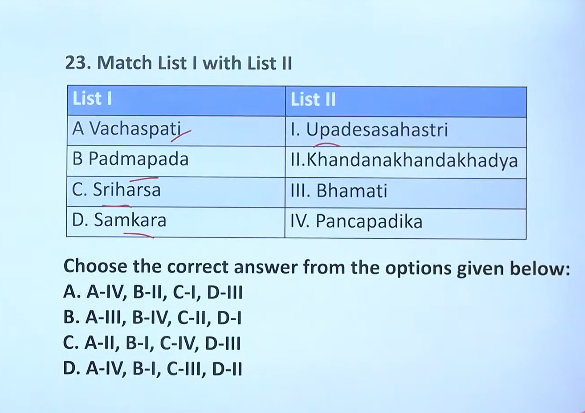 23. Match List I with List II
List I List II
A Vachaspati I. Upadesasahastri
B Padmapada II.Khandanakhandakhadya
C. Sriharsa III. Bhamati
D. Samkara IV. Pancapadika
Choose the correct answer from the options given below:
A. A-IV, B-II, C-I, D-III
B. A-III, B-IV, C-II, D-I
C. A-II, B-I, C-IV, D-III
D. A-IV, B-I, C-III, D-II